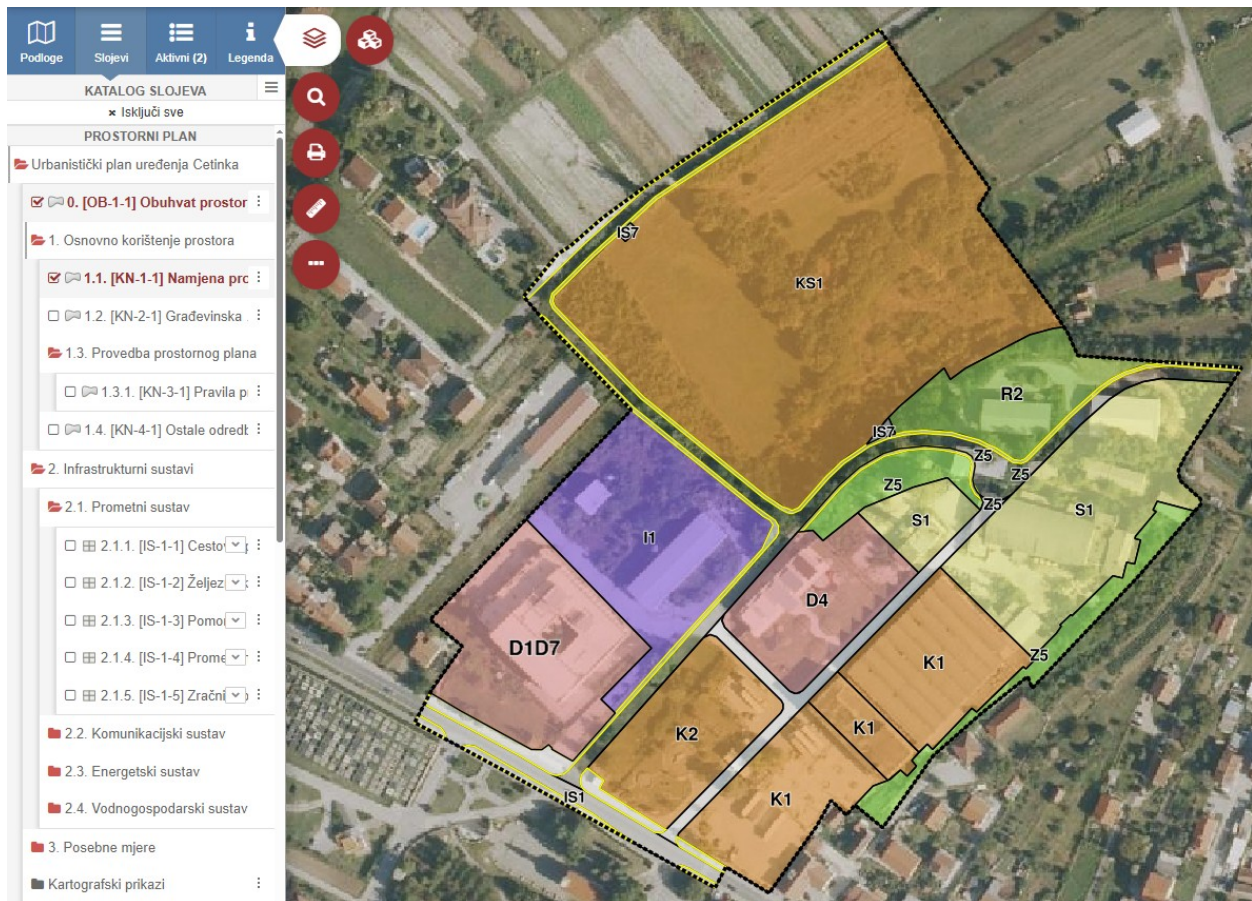 Podloge
Slojevi
Aktivni (2)
Legenda
KATALOG SLOJEVA
× Isključi sve
PROSTORNI PLAN
Urbanistički plan uređenja Cetinka
0. [OB-1-1] Obuhvat prostor
1. Osnovno korištenje prostora
1.1. [KN-1-1] Namjena pro
1.2. [KN-2-1] Građevinska
1.3. Provedba prostornog plana
1.3.1. [KN-3-1] Pravila p
1.4. [KN-4-1] Ostale odredb
2. Infrastrukturni sustavi
2.1. Prometni sustav
2.1.1. [IS-1-1] Cesto
2.1.2. [IS-1-2] Željez
2.1.3. [IS-1-3] Pomo
2.1.4. [IS-1-4] Prome
2.1.5. [IS-1-5] Zračni
2.2. Komunikacijski sustav
2.3. Energetski sustav
2.4. Vodnogospodarski sustav
3. Posebne mjere
Kartografski prikazi
IS7
KS1
R2
IS7
Z5
Z5
Z5
Z5
S1
S1
I1
D4
D1D7
Z5
K1
K1
K2
K1
IS1